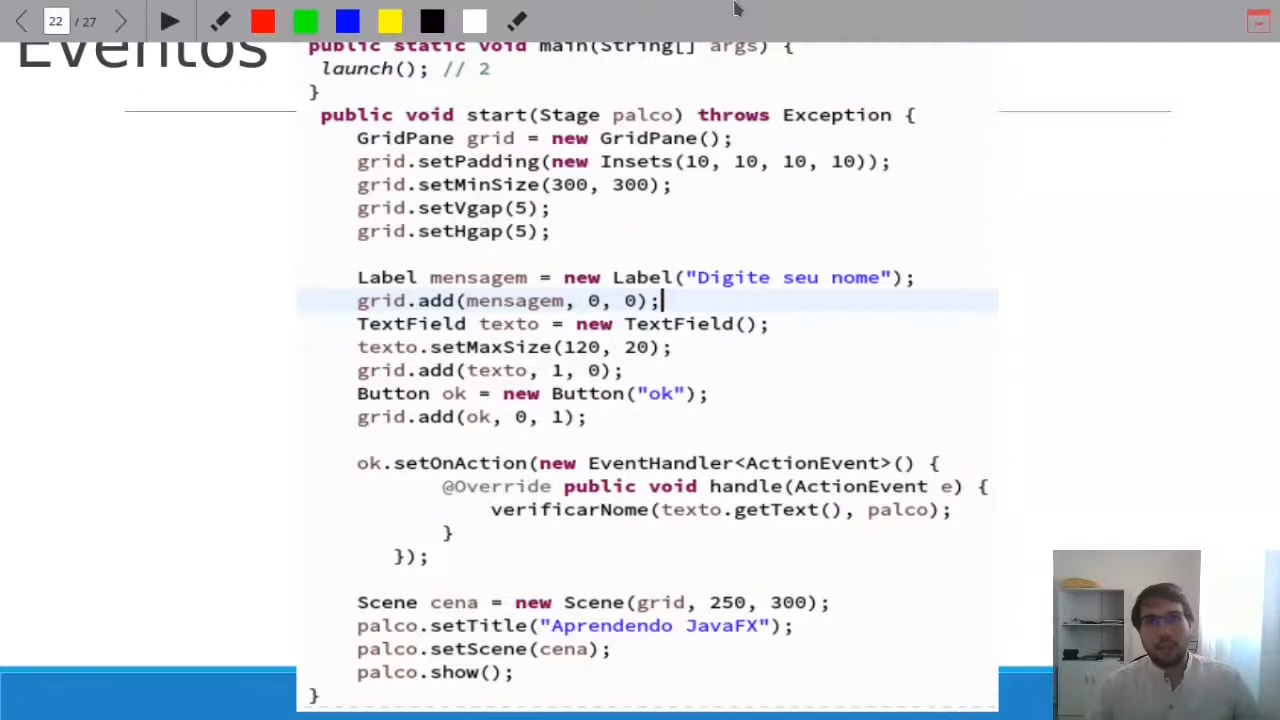 22 / 27
Eventos
public static void main(String[] args) {
launch(); // 2
}
public void start(Stage palco) throws Exception {
GridPane grid = new GridPane();
grid.setPadding(new Insets(10, 10, 10, 10));
grid.setMinSize(300, 300);
grid.setVgap(5);
grid.setHgap(5);
Label mensagem = new Label("Digite seu nome");
grid.add(mensagem, 0, 0);
TextField texto = new TextField();
texto.setMaxSize(120, 20);
grid.add(texto, 1, 0);
Button ok = new Button("ok");
grid.add(ok, 0, 1);
ok.setOnAction(new EventHandler<ActionEvent>() {
@Override public void handle(ActionEvent e) {
verificarNome(texto.getText(), palco);
}
});
Scene cena = new Scene(grid, 250, 300);
palco.setTitle("Aprendendo JavaFX");
palco.setScene(cena);
palco.show();
}